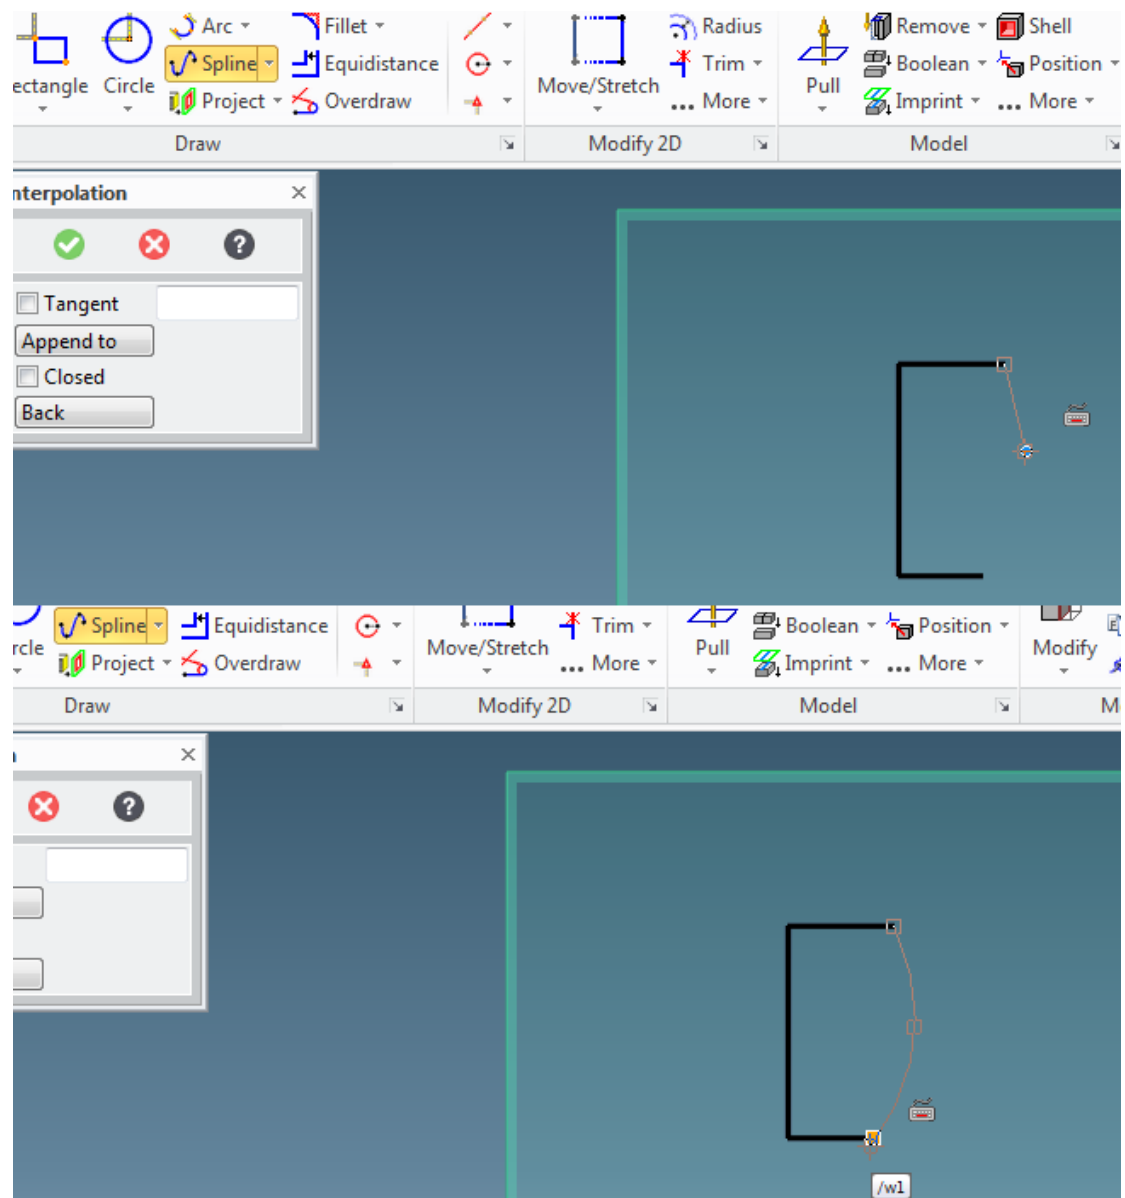 Arc Fillet Radius Remove Shell
ectangle Circle Spline Equidistance Move/Stretch Trim Pull Boolean Position
Project Overdraw ... More Imprint ... More
Draw Modify 2D Model
nterpolation
Tangent
Append to
Closed
Back
rcle Spline Equidistance Move/Stretch Trim Pull Boolean Position Modify
Project Overdraw ... More Imprint ... More
Draw Modify 2D Model M
/w1